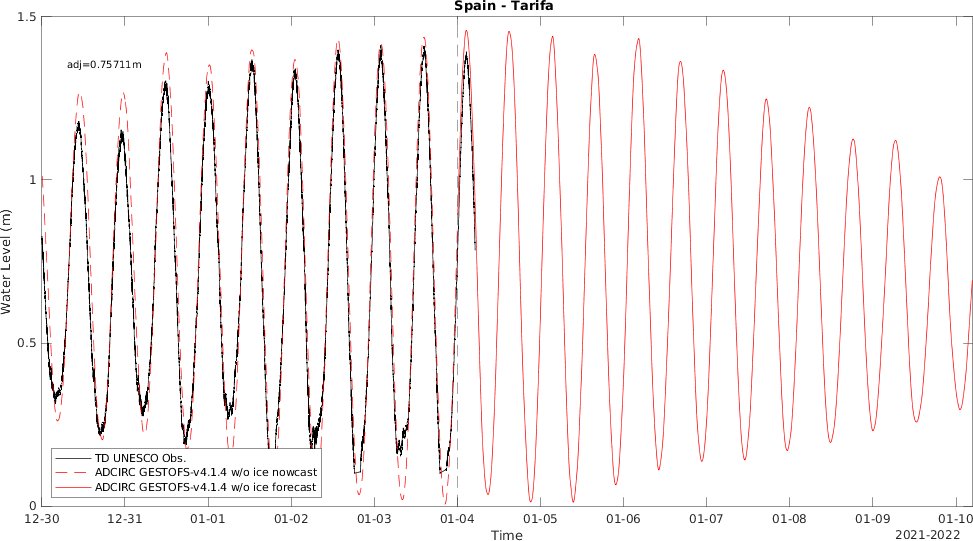 Spain - Tarifa
1.5
adj=0.75711m
1
Water Level (m)
0.5
TD UNESCO Obs.
ADCIRC GESTOFS-v4.1.4 w/o ice nowcast
ADCIRC GESTOFS-v4.1.4 w/o ice forecast
0
12-30 12-31 01-01 01-02 01-03 01-04 01-05 01-06 01-07 01-08 01-09 01-10
Time
2021-2022